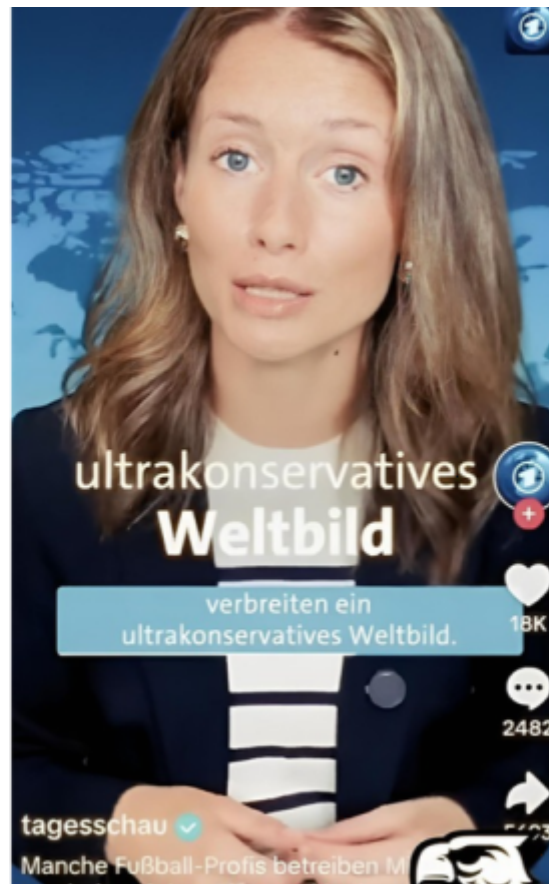 ultrakonservatives
Weltbild
verbreiten ein
ultrakonservatives Weltbild.
18K
2482
tagesschau
Manche Fußball-Profis betreiben M